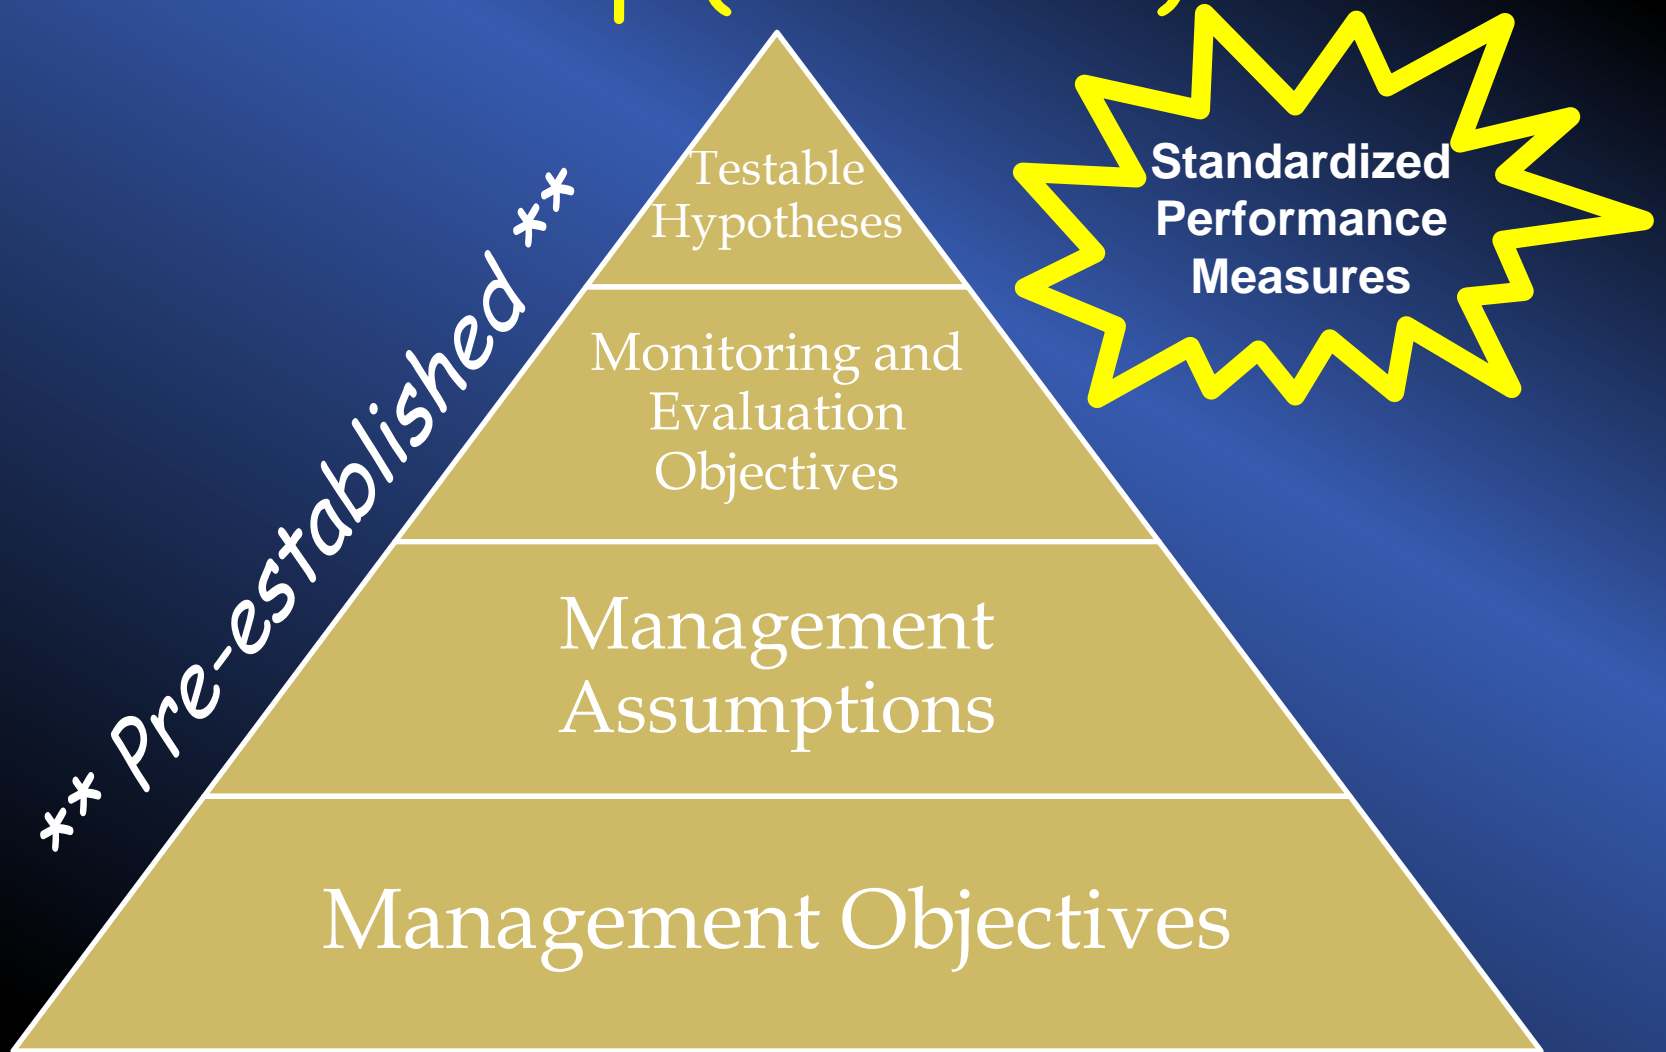 Testable
Hypotheses
Standardized
Performance
Measures
** Pre-established **
Monitoring and
Evaluation
Objectives
Management
Assumptions
Management Objectives